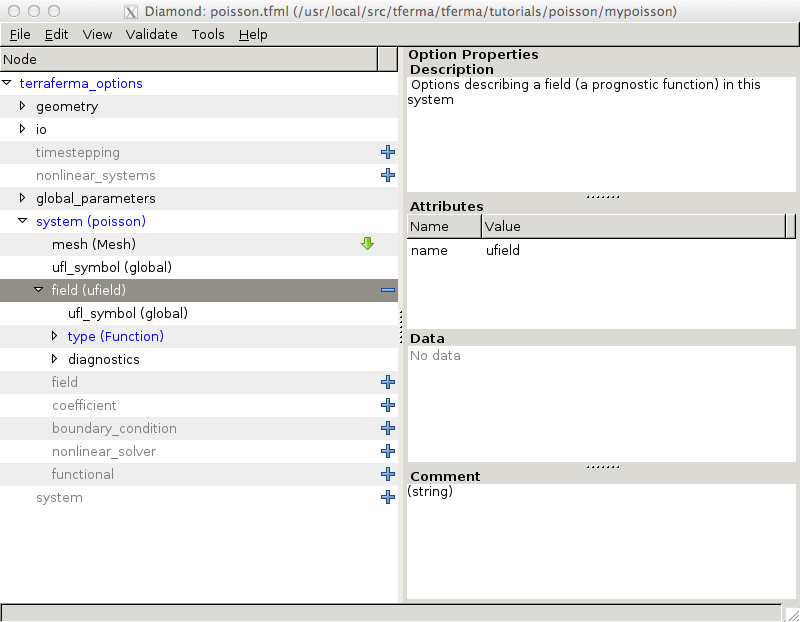 Diamond: poisson.tfml (/usr/local/src/tferma/tferma/tutorials/poisson/mypoisson)
File Edit View Validate Tools Help
Node
terraferma_options
geometry
io
timestepping
nonlinear_systems
global_parameters
system (poisson)
mesh (Mesh)
ufl_symbol (global)
field (ufield)
ufl_symbol (global)
type (Function)
diagnostics
field
coefficient
boundary_condition
nonlinear_solver
functional
system
Option Properties
Description
Options describing a field (a prognostic function) in this
system
Attributes
Name Value
name ufield
Data
No data
Comment
(string)